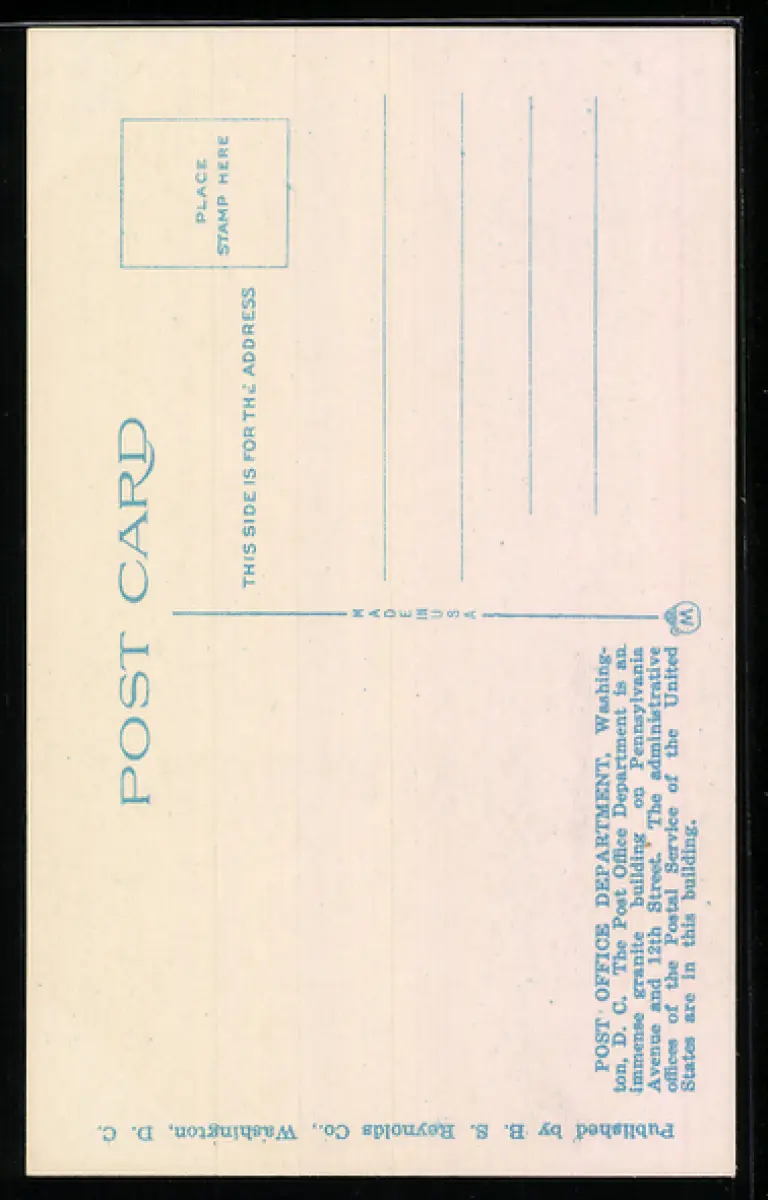 POST CARD
PLACE
STAMP HERE
THIS SIDE IS FOR THE ADDRESS
MADE IN USA
W
POST OFFICE DEPARTMENT, Washing-
ton, D. C. The Post Office Department is an
immense granite building on Pennsylvania
Avenue and 12th Street. The administrative
offices of the Postal Service of the United
States are in this building.
Published by B. S. Reynolds Co., Washington, D. C.